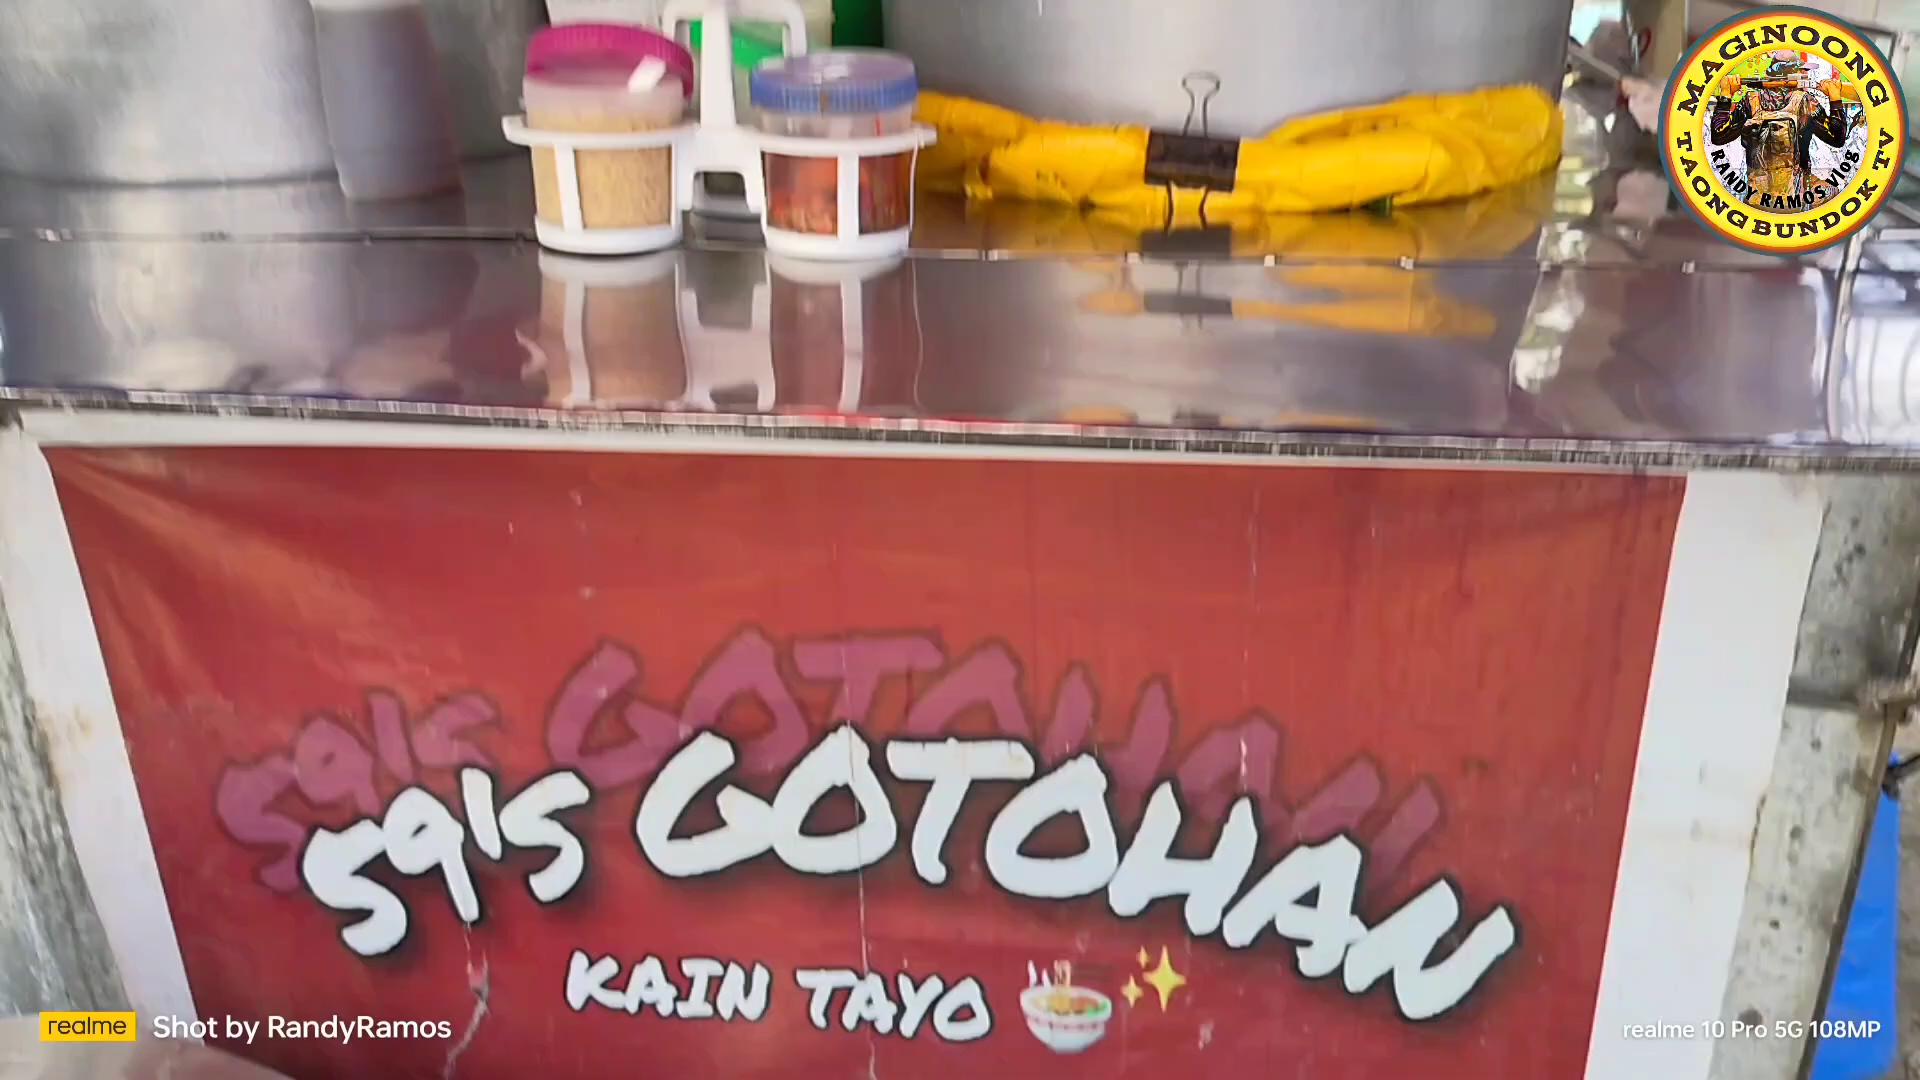 MAGINOONG
TAONG BUNDOK TV
RANDY RAMOS Vlog
59's GOTOHAN
KAIN TAYO
realme Shot by RandyRamos
realme 10 Pro 5G 108MP